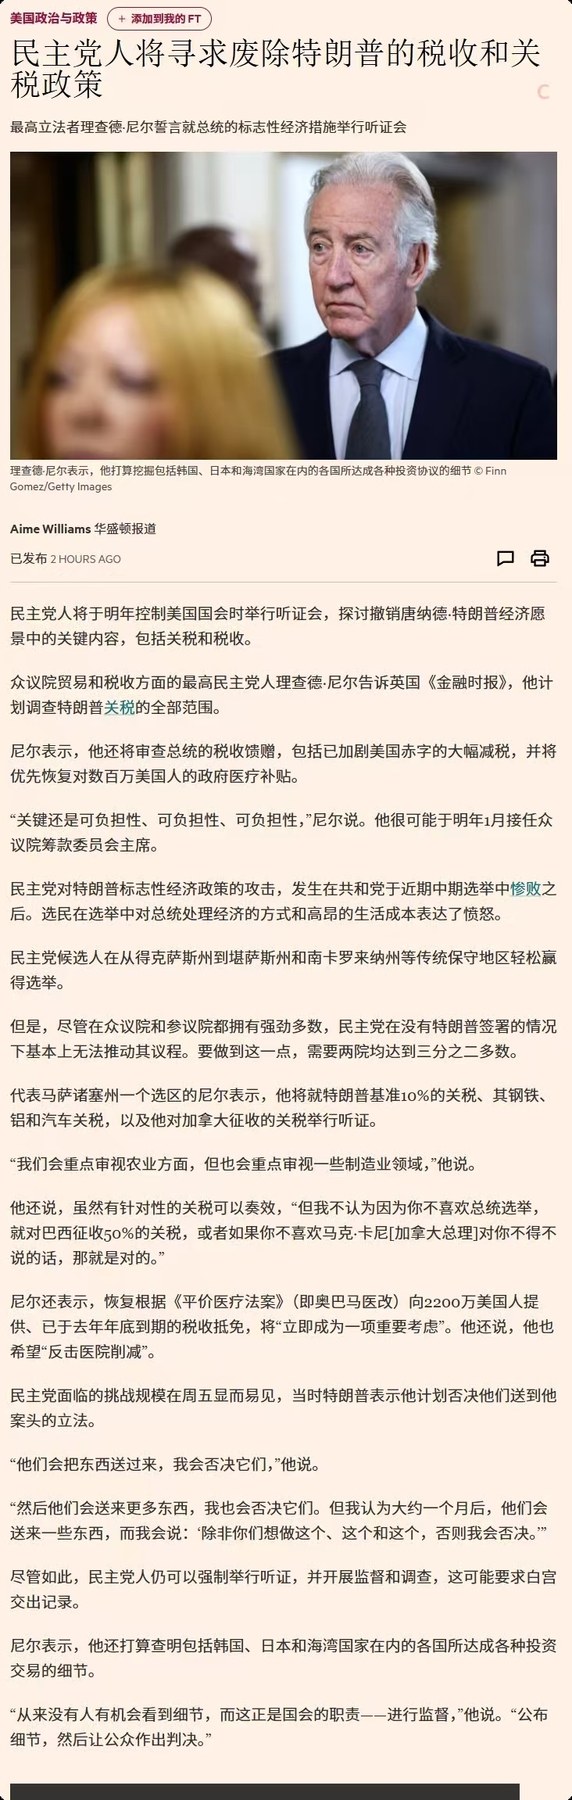 美国政治与政策 + 添加到我的 FT
民主党人将寻求废除特朗普的税收和关
税政策
C
最高立法者理查德·尼尔誓言就总统的标志性经济措施举行听证会
理查德·尼尔表示，他打算挖掘包括韩国、日本和海湾国家在内的各国所达成各种投资协议的细节 © Finn
Gomez/Getty Images
Aime Williams 华盛顿报道
已发布 2 HOURS AGO
民主党人将于明年控制美国国会时举行听证会，探讨撤销唐纳德·特朗普经济愿
景中的关键内容，包括关税和税收。
众议院贸易和税收方面的最高民主党人理查德·尼尔告诉英国《金融时报》，他计
划调查特朗普关税的全部范围。
尼尔表示，他还将审查总统的税收馈赠，包括已加剧美国赤字的大幅减税，并将
优先恢复对数百万美国人的政府医疗补贴。
“关键还是可负担性、可负担性、可负担性，”尼尔说。他很可能于明年1月接任众
议院筹款委员会主席。
民主党对特朗普标志性经济政策的攻击，发生在共和党于近期中期选举中惨败之
后。选民在选举中对总统处理经济的方式和高昂的生活成本表达了愤怒。
民主党候选人在从得克萨斯州到堪萨斯州和南卡罗来纳州等传统保守地区轻松赢
得选举。
但是，尽管在众议院和参议院都拥有强劲多数，民主党在没有特朗普签署的情况
下基本上无法推动其议程。要做到这一点，需要两院均达到三分之二多数。
代表马萨诸塞州一个选区的尼尔表示，他将就特朗普基准10%的关税、其钢铁、
铝和汽车关税，以及他对加拿大征收的关税举行听证。
“我们会重点审视农业方面，但也会重点审视一些制造业领域，”他说。
他还说，虽然有针对性的关税可以奏效，“但我不认为因为你不喜欢总统选举，
就对巴西征收50%的关税，或者如果你不喜欢马克·卡尼[加拿大总理]对你不得不
说的话，那就是对的。”
尼尔还表示，恢复根据《平价医疗法案》（即奥巴马医改）向2200万美国人提
供、已于去年年底到期的税收抵免，将“立即成为一项重要考虑”。他还说，他也
希望“反击医院削减”。
民主党面临的挑战规模在周五显而易见，当时特朗普表示他计划否决他们送到他
案头的立法。
“他们会把东西送过来，我会否决它们，”他说。
“然后他们会送来更多东西，我也会否决它们。但我认为大约一个月后，他们会
送来一些东西，而我会说：‘除非你们想做这个、这个和这个，否则我会否决。’”
尽管如此，民主党人仍可以强制举行听证，并开展监督和调查，这可能要求白宫
交出记录。
尼尔表示，他还打算查明包括韩国、日本和海湾国家在内的各国所达成各种投资
交易的细节。
“从来没有人有机会看到细节，而这正是国会的职责——进行监督，”他说。“公布
细节，然后让公众作出判决。”